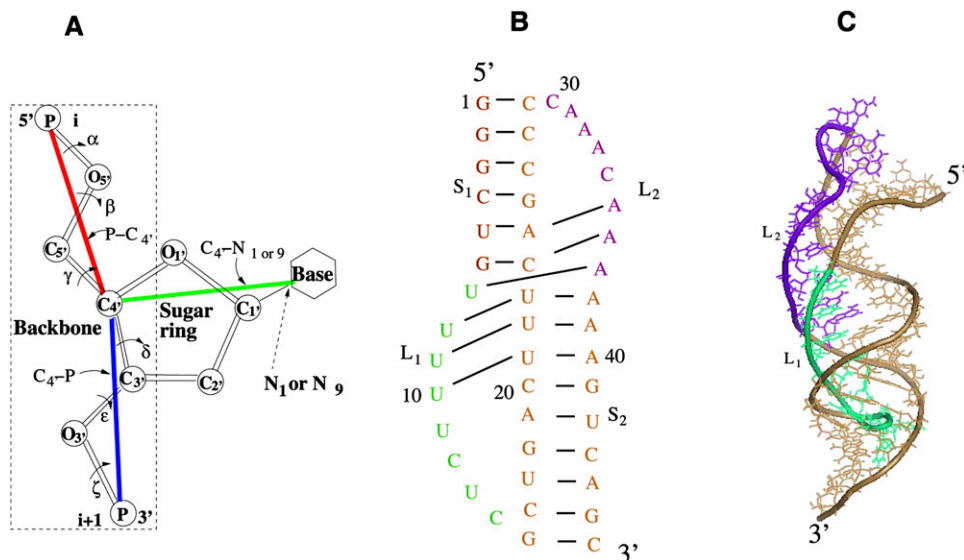 A
5' P i
α
O5'
β
P–C4'
C5'
γ
C4–N 1 or 9
O1'
Base
C4'
Sugar
ring
C1'
Backbone
δ
C4–P
C3'
C2'
N1 or N9
ε
O3'
ζ
i+1 P 3'
B
5'
30
1 G C C
G C A
G C A
A
S1 C G C L2
U A A
G C A
U U A A
U U A
L1 U U A 40
10 U 20 C G
U A U S2
C G C
U U A
C C G
G C 3'
C
5'
L2
L1
3'